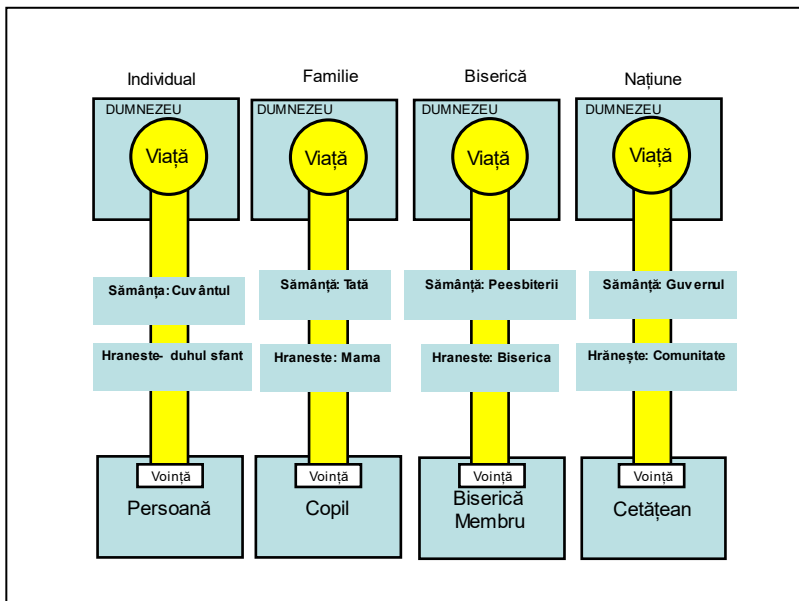 Individual
Familie
Biserică
Națiune
DUMNEZEU
DUMNEZEU
DUMNEZEU
DUMNEZEU
Viață
Viață
Viață
Viață
Sămânța: Cuvântul
Sămânță: Tată
Sămânță: Peesbiterii
Sămânță: Guvernul
Hraneste- duhul sfant
Hraneste: Mama
Hraneste: Biserica
Hrănește: Comunitate
Voință
Voință
Voință
Voință
Persoană
Copil
Biserică
Membru
Cetățean